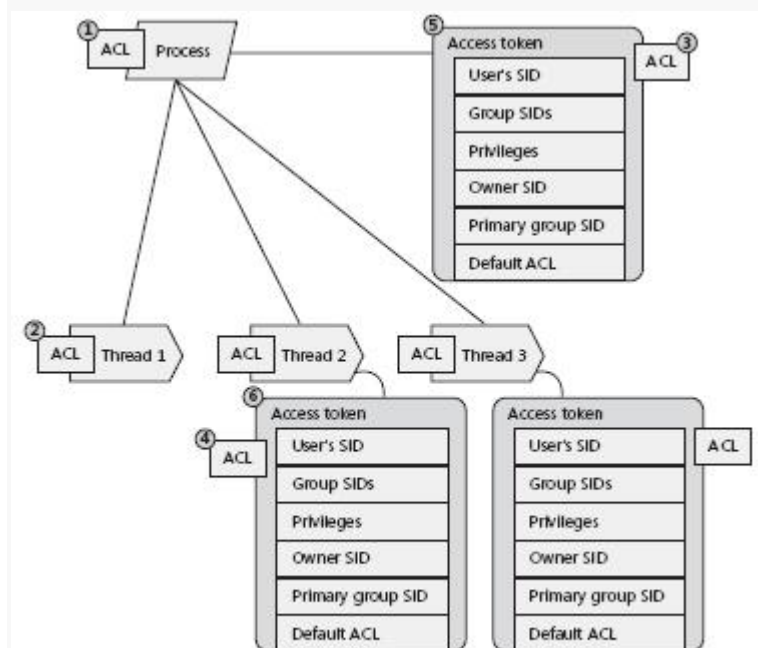 1
ACL
Process
5
Access token
ACL
3
User's SID
Group SIDs
Privileges
Owner SID
Primary group SID
Default ACL
2
ACL
Thread 1
ACL
Thread 2
ACL
Thread 3
6
Access token
4
ACL
User's SID
Group SIDs
Privileges
Owner SID
Primary group SID
Default ACL
Access token
ACL
User's SID
Group SIDs
Privileges
Owner SID
Primary group SID
Default ACL